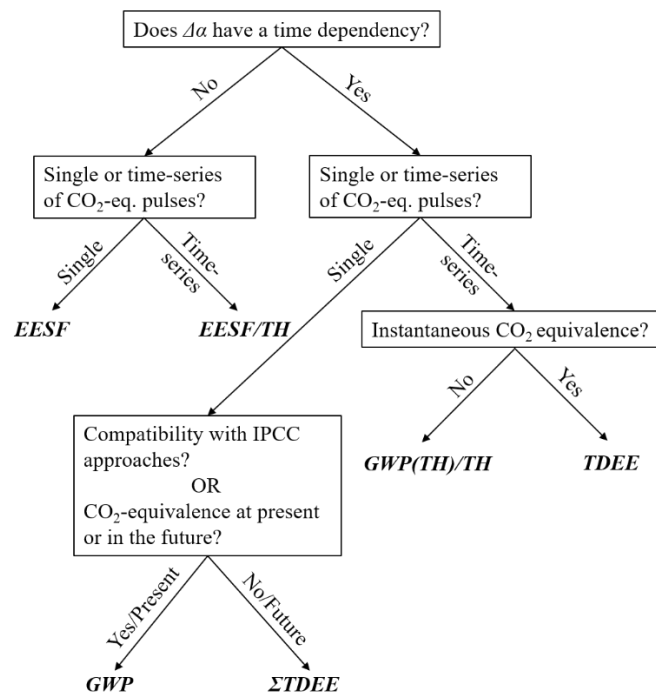 Does Δα have a time dependency?
No
Yes
Single or time-series
of CO₂-eq. pulses?
Single or time-series
of CO₂-eq. pulses?
Single
Time-
series
Single
Time-
series
EESF
EESF/TH
Instantaneous CO₂ equivalence?
No
Yes
Compatibility with IPCC
approaches?
OR
CO₂-equivalence at present
or in the future?
GWP(TH)/TH
TDEE
Yes/Present
No/Future
GWP
ΣTDEE